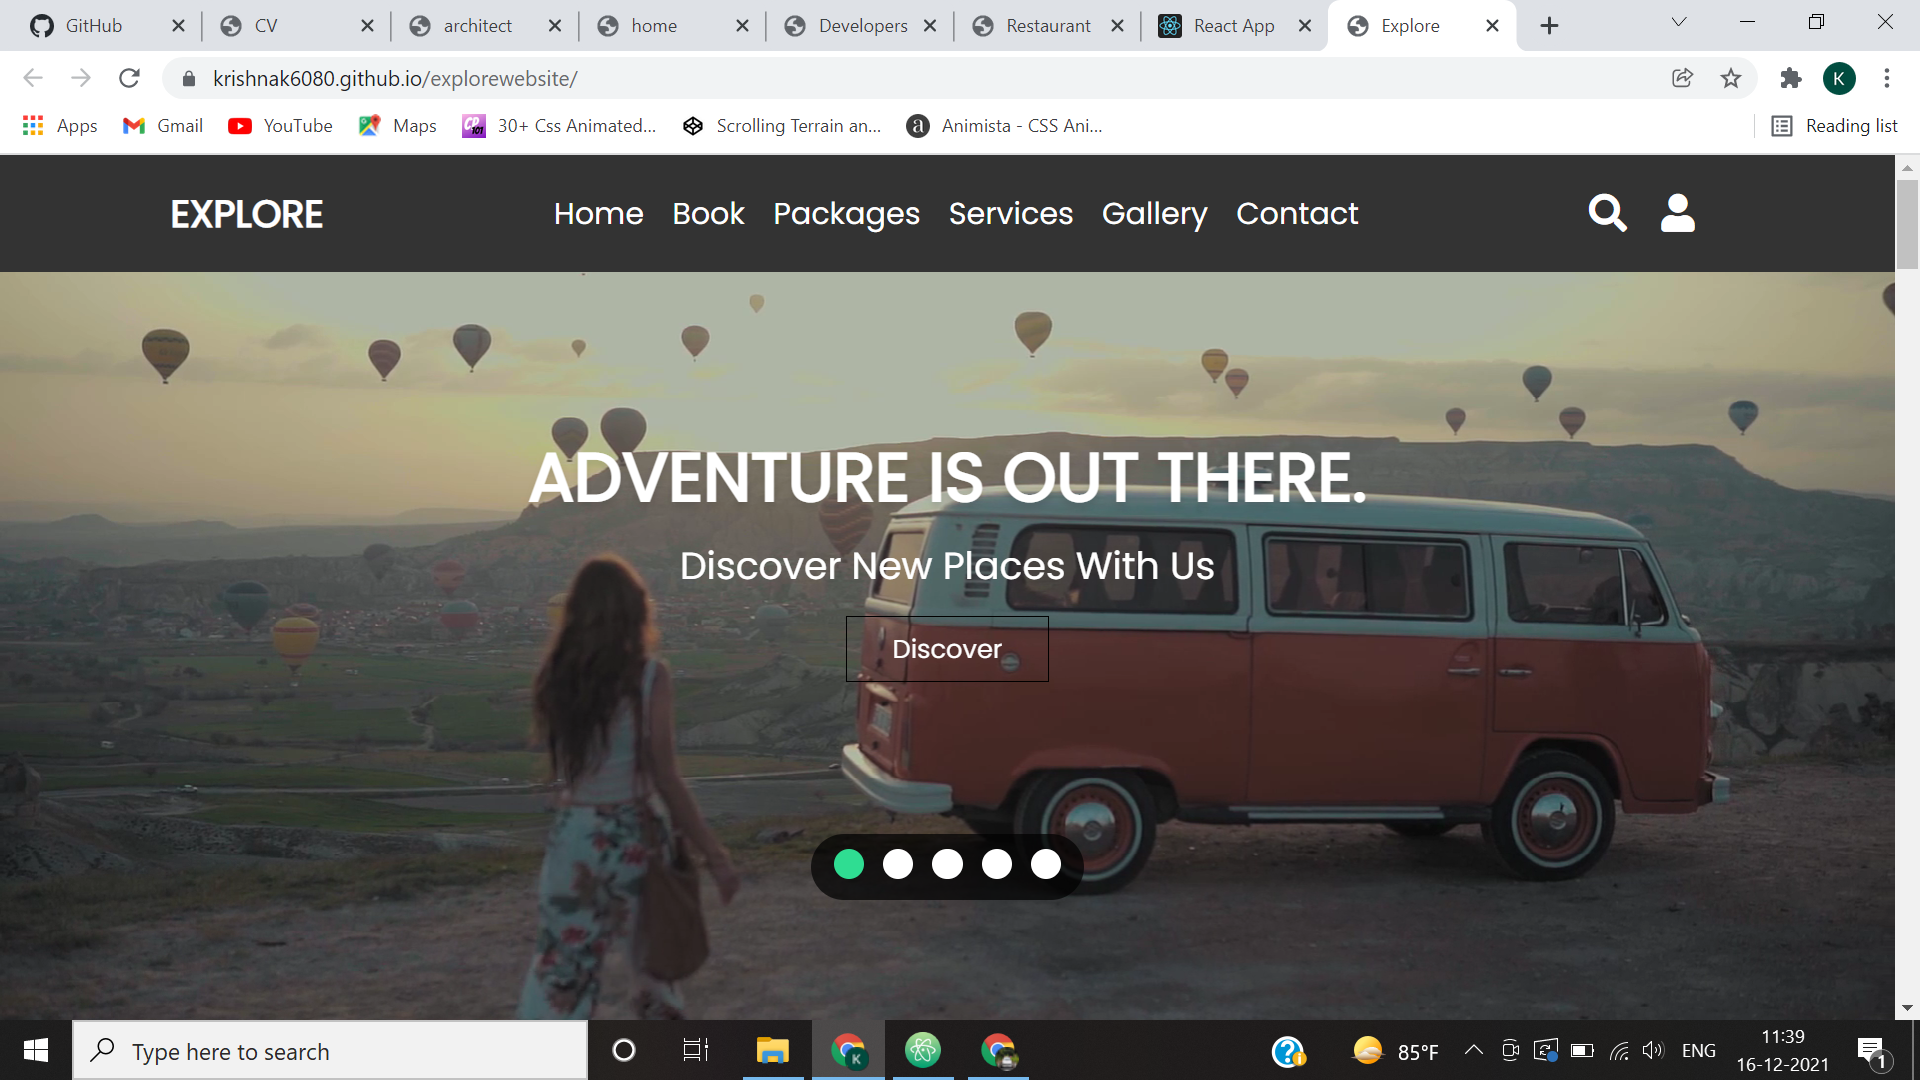 GitHub
CV
architect
home
Developers
Restaurant
React App
Explore
krishnak6080.github.io/explorewebsite/
K
Apps
Gmail
YouTube
Maps
30+ Css Animated...
Scrolling Terrain an...
Animista - CSS Ani...
Reading list
EXPLORE
Home Book Packages Services Gallery Contact
ADVENTURE IS OUT THERE.
Discover New Places With Us
Discover
Type here to search
K
85°F
ENG
11:39
16-12-2021
1